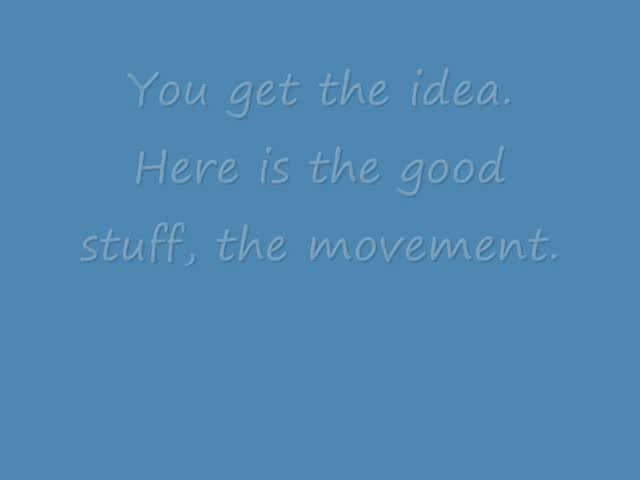 You get the idea.
Here is the good
stuff, the movement.